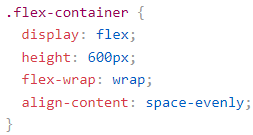 .flex-container {
  display: flex;
  height: 600px;
  flex-wrap: wrap;
  align-content: space-evenly;
}